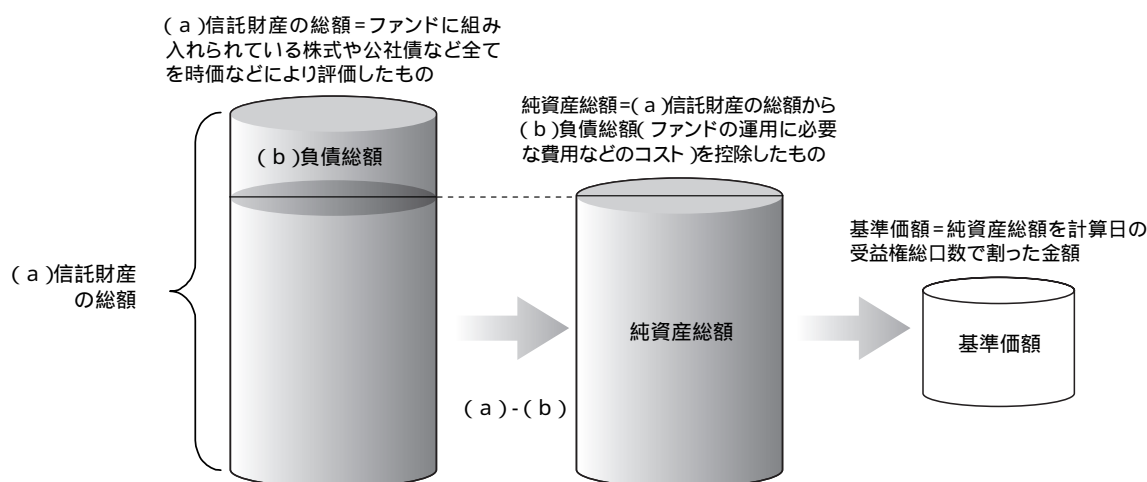 (a)信託財産の総額=ファンドに組み
入れられている株式や公社債など全て
を時価などにより評価したもの
(b)負債総額
(a)信託財産
の総額
純資産総額=(a)信託財産の総額から
(b)負債総額(ファンドの運用に必要
な費用などのコスト)を控除したもの
(a)-(b)
純資産総額
基準価額=純資産総額を計算日の
受益権総口数で割った金額
基準価額